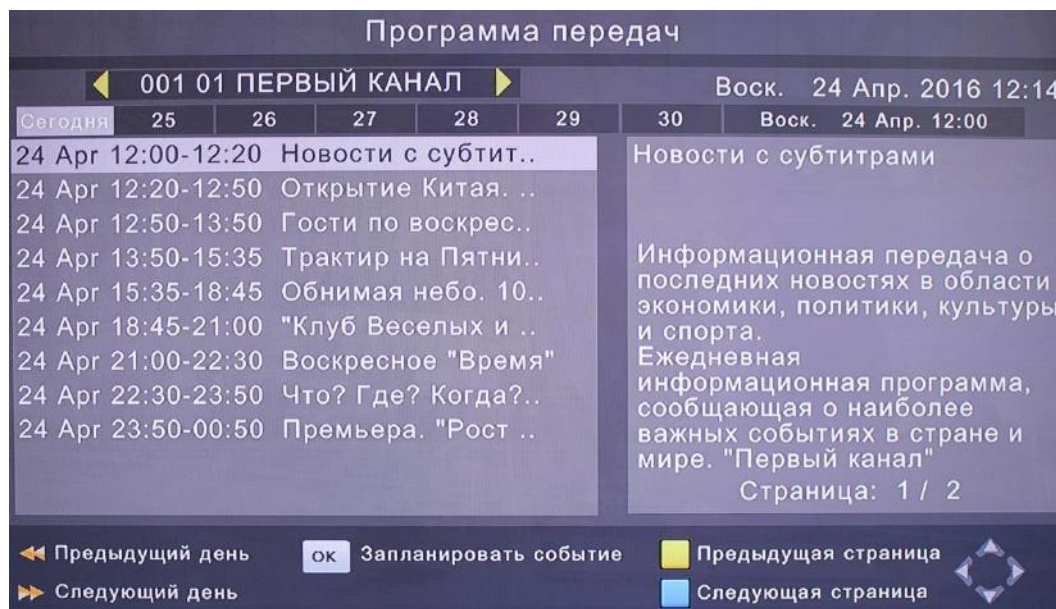 Программа передач
001 01 ПЕРВЫЙ КАНАЛ
Воск. 24 Апр. 2016 12:14
Сегодня 25 26 27 28 29 30 Воск. 24 Апр. 12:00
24 Apr 12:00-12:20 Новости с субтит..
24 Apr 12:20-12:50 Открытие Китая. ..
24 Apr 12:50-13:50 Гости по воскрес..
24 Apr 13:50-15:35 Трактир на Пятни..
24 Apr 15:35-18:45 Обнимая небо. 10..
24 Apr 18:45-21:00 "Клуб Веселых и ..
24 Apr 21:00-22:30 Воскресное "Время"
24 Apr 22:30-23:50 Что? Где? Когда?..
24 Apr 23:50-00:50 Премьера. "Рост ..
Новости с субтитрами
Информационная передача о
последних новостях в области
экономики, политики, культуры
и спорта.
Ежедневная
информационная программа,
сообщающая о наиболее
важных событиях в стране и
мире. "Первый канал"
Страница: 1 / 2
Предыдущий день
OK Запланировать событие
Предыдущая страница
Следующий день
Следующая страница